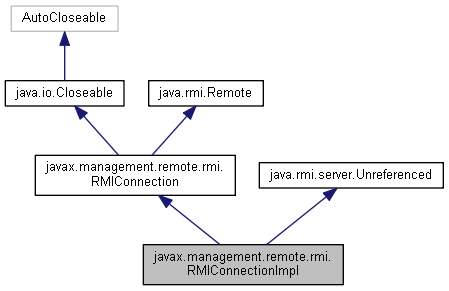 AutoCloseable
java.io.Closeable
java.rmi.Remote
javax.management.remote.rmi.
RMIConnection
java.rmi.server.Unreferenced
javax.management.remote.rmi.
RMIConnectionImpl